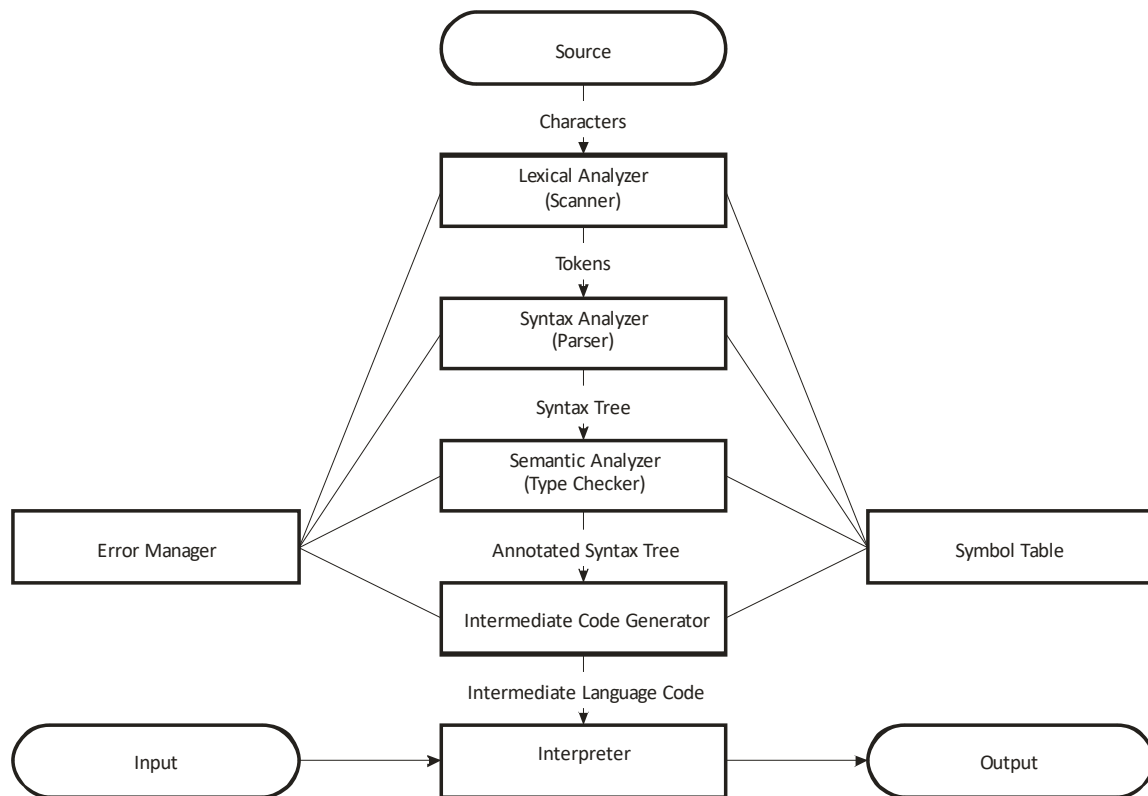 Source
Characters
Lexical Analyzer
(Scanner)
Tokens
Syntax Analyzer
(Parser)
Syntax Tree
Semantic Analyzer
(Type Checker)
Error Manager
Annotated Syntax Tree
Symbol Table
Intermediate Code Generator
Intermediate Language Code
Input
Interpreter
Output